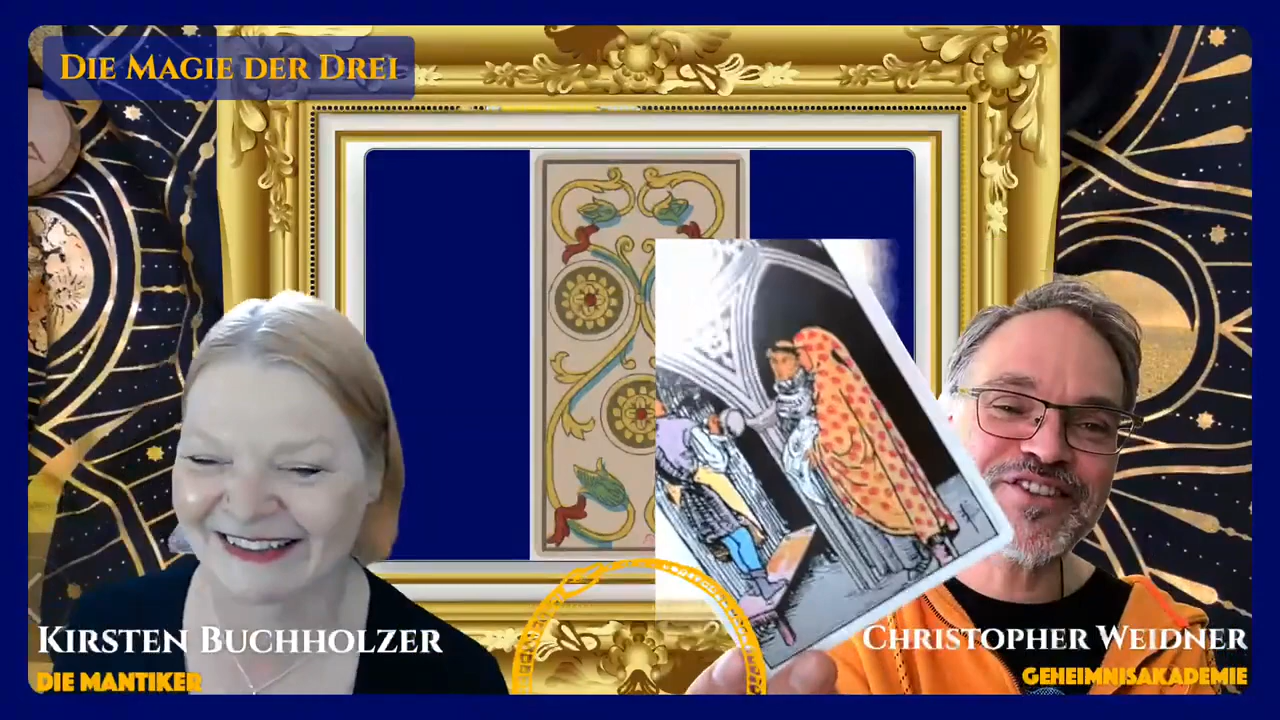 Die Magie der Drei
Kirsten Buchholzer
Die Mantiker
Christopher Weidner
Geheimnisakademie